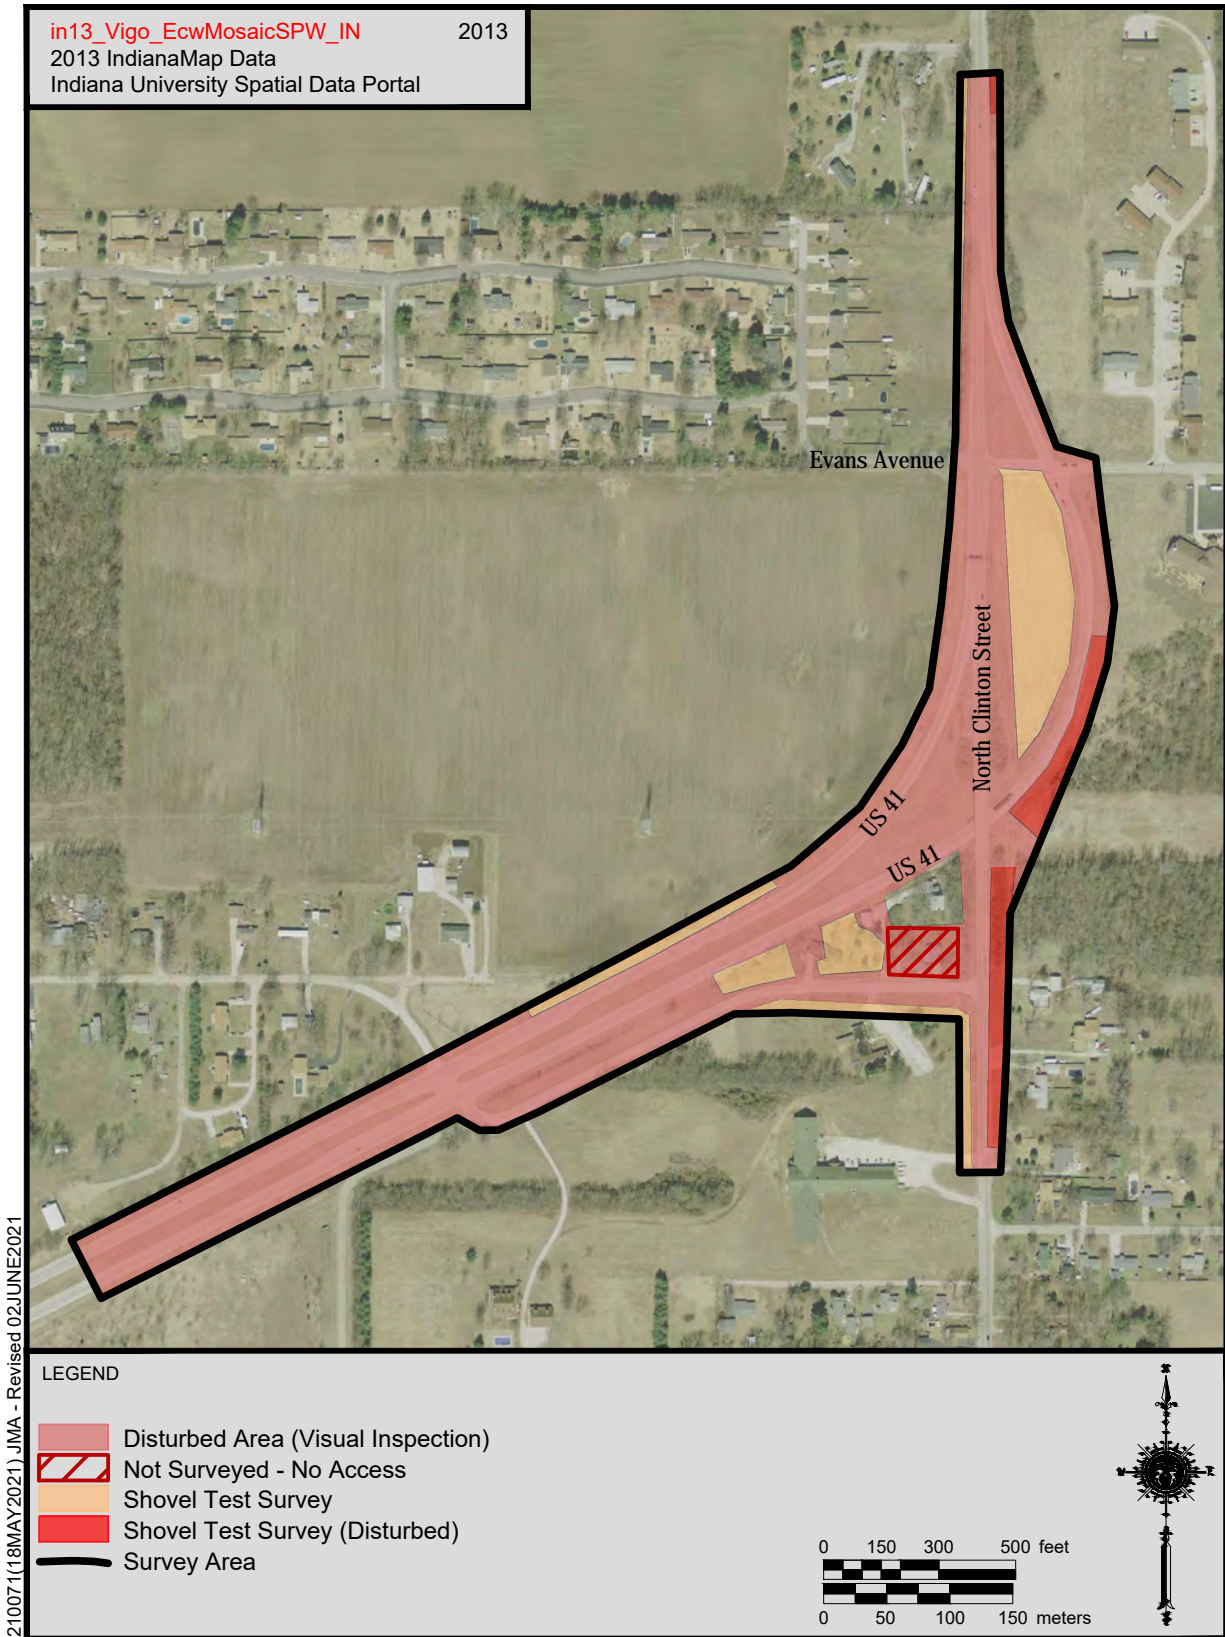 in13_Vigo_EcwMosaicSPW_IN 2013
2013 IndianaMap Data
Indiana University Spatial Data Portal
Evans Avenue
North Clinton Street
US 41
US 41
210071(18MAY2021) JMA - Revised 02JUNE2021
LEGEND
Disturbed Area (Visual Inspection)
Not Surveyed - No Access
Shovel Test Survey
Shovel Test Survey (Disturbed)
Survey Area
0 150 300 500 feet
0 50 100 150 meters